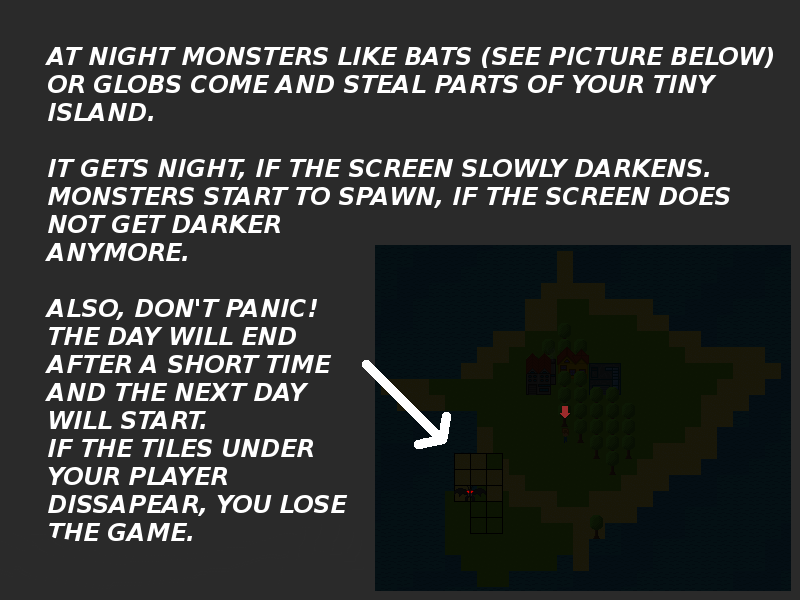 AT NIGHT MONSTERS LIKE BATS (SEE PICTURE BELOW)
OR GLOBS COME AND STEAL PARTS OF YOUR TINY
ISLAND.
IT GETS NIGHT, IF THE SCREEN SLOWLY DARKENS.
MONSTERS START TO SPAWN, IF THE SCREEN DOES
NOT GET DARKER
ANYMORE.
ALSO, DON'T PANIC!
THE DAY WILL END
AFTER A SHORT TIME
AND THE NEXT DAY
WILL START.
IF THE TILES UNDER
YOUR PLAYER
DISSAPEAR, YOU LOSE
THE GAME.